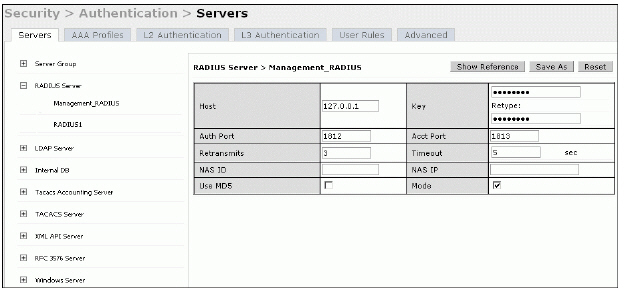 Security > Authentication > Servers
Servers AAA Profiles L2 Authentication L3 Authentication User Rules Advanced
Server Group
RADIUS Server
Management_RADIUS
RADIUS1
LDAP Server
Internal DB
Tacacs Accounting Server
TACACS Server
XML API Server
RFC 3576 Server
Windows Server
RADIUS Server > Management_RADIUS Show Reference Save As Reset
Host 127.0.0.1 Key ●●●●●●●●
Retype:
●●●●●●●●
Auth Port 1812 Acct Port 1813
Retransmits 3 Timeout 5 sec
NAS ID NAS IP
Use MD5 Mode